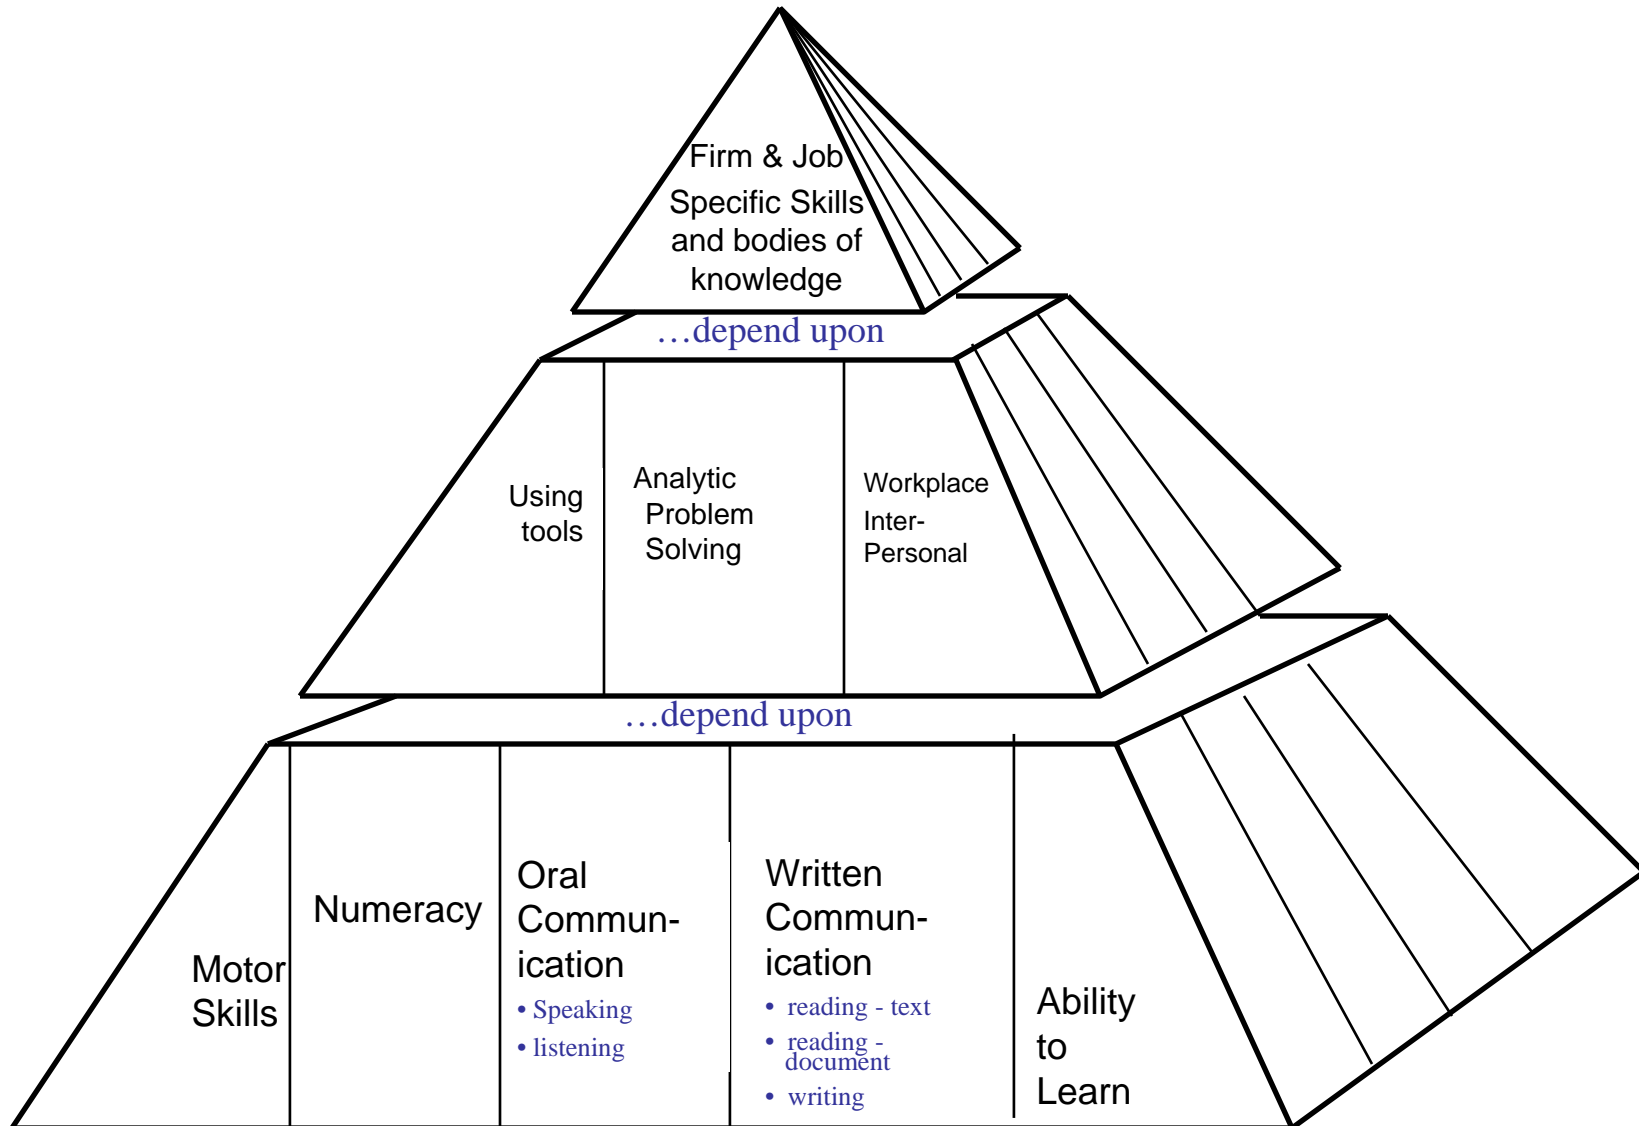 Firm & Job
Specific Skills
and bodies of
knowledge
…depend upon
Using
tools
Analytic
Problem
Solving
Workplace
Inter-
Personal
…depend upon
Motor
Skills
Numeracy
Oral
Commun-
ication
• Speaking
• listening
Written
Commun-
ication
• reading - text
• reading -
document
• writing
Ability
to
Learn